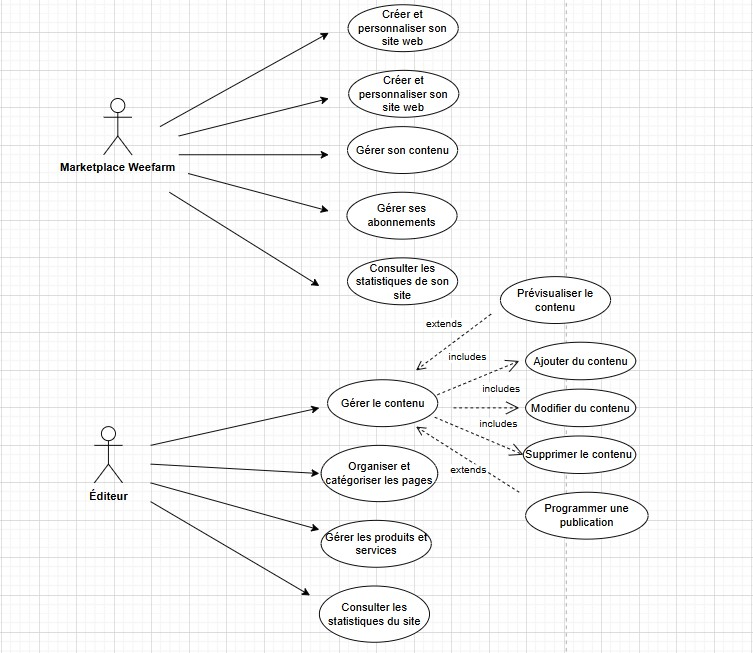 Créer et
personnaliser son
site web
Créer et
personnaliser son
site web
Marketplace Weefarm
Gérer son contenu
Gérer ses
abonnements
Consulter les
statistiques de son
site
Prévisualiser le
contenu
extends
includes
Ajouter du contenu
includes
Gérer le contenu
Modifier du contenu
includes
Supprimer le contenu
Éditeur
Organiser et
catégoriser les pages
extends
Programmer une
publication
Gérer les produits et
services
Consulter les
statistiques du site